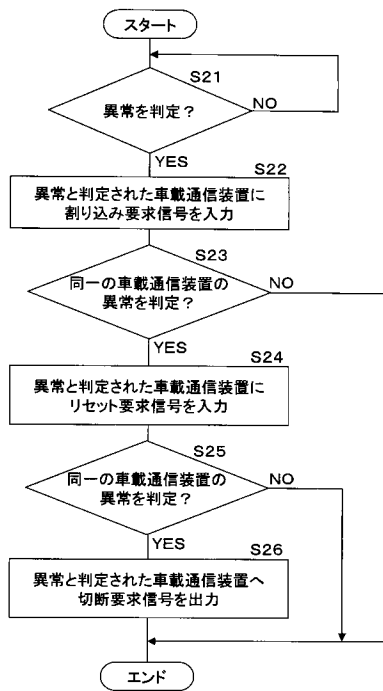 スタート
S21
異常を判定？
NO
YES
S22
異常と判定された車載通信装置に
割り込み要求信号を入力
S23
同一の車載通信装置の
異常を判定？
NO
YES
S24
異常と判定された車載通信装置に
リセット要求信号を入力
S25
同一の車載通信装置の
異常を判定？
NO
YES
S26
異常と判定された車載通信装置へ
切断要求信号を出力
エンド